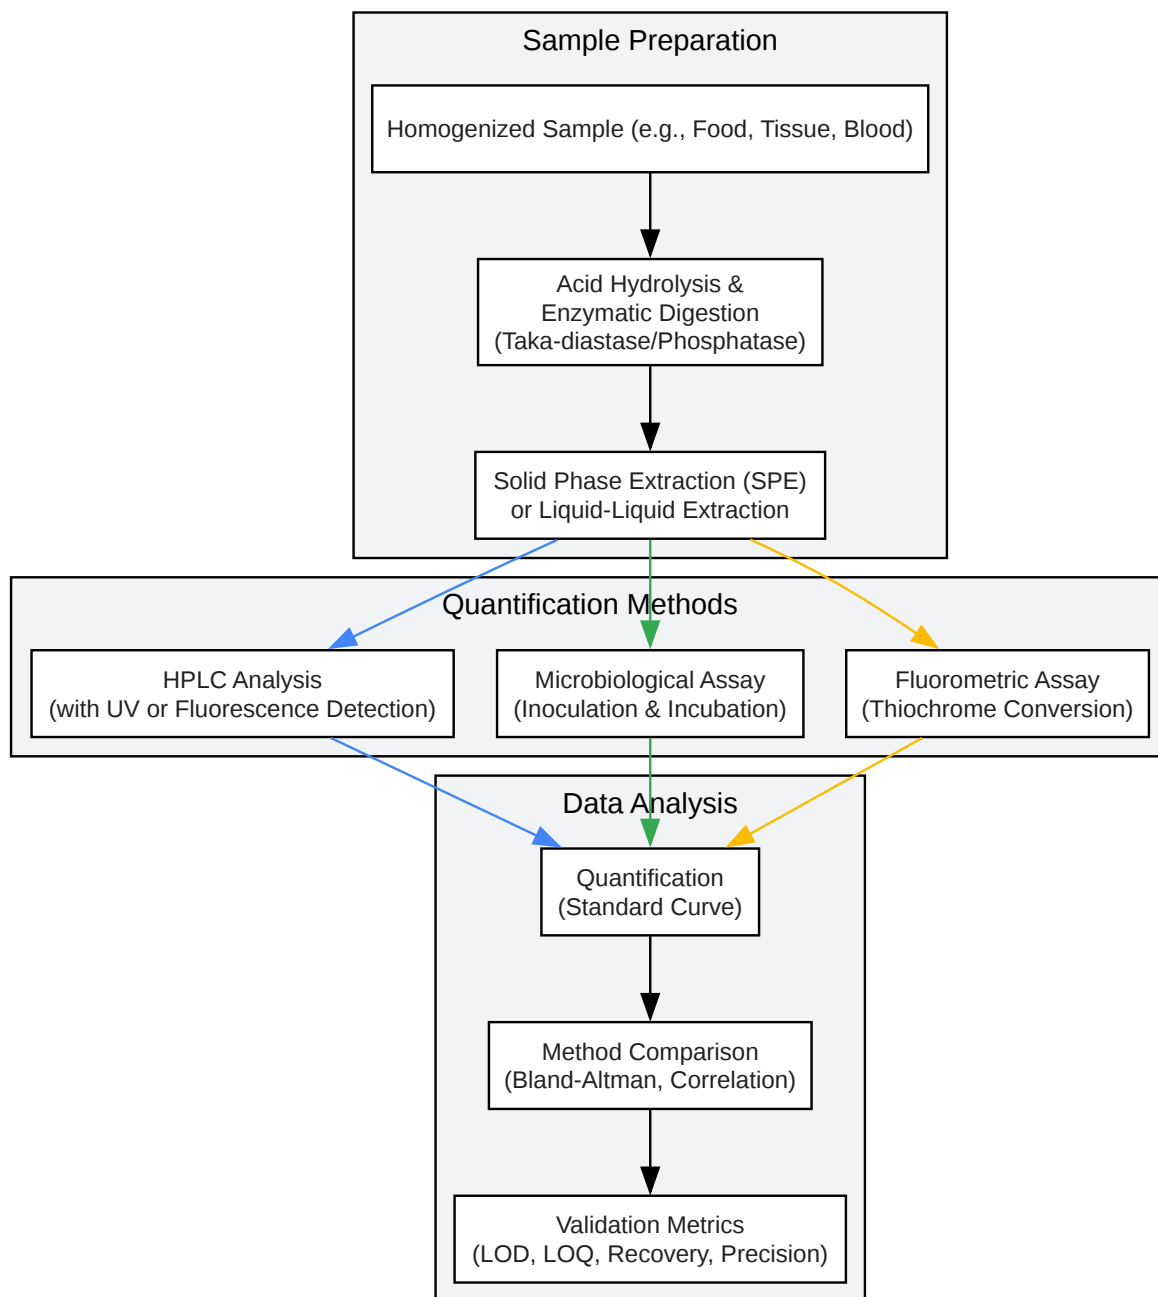 Sample Preparation
Homogenized Sample (e.g., Food, Tissue, Blood)
Acid Hydrolysis &
Enzymatic Digestion
(Taka-diastase/Phosphatase)
Solid Phase Extraction (SPE)
or Liquid-Liquid Extraction
Quantification Methods
HPLC Analysis
(with UV or Fluorescence Detection)
Microbiological Assay
(Inoculation & Incubation)
Fluorometric Assay
(Thiochrome Conversion)
Data Analysis
Quantification
(Standard Curve)
Method Comparison
(Bland-Altman, Correlation)
Validation Metrics
(LOD, LOQ, Recovery, Precision)